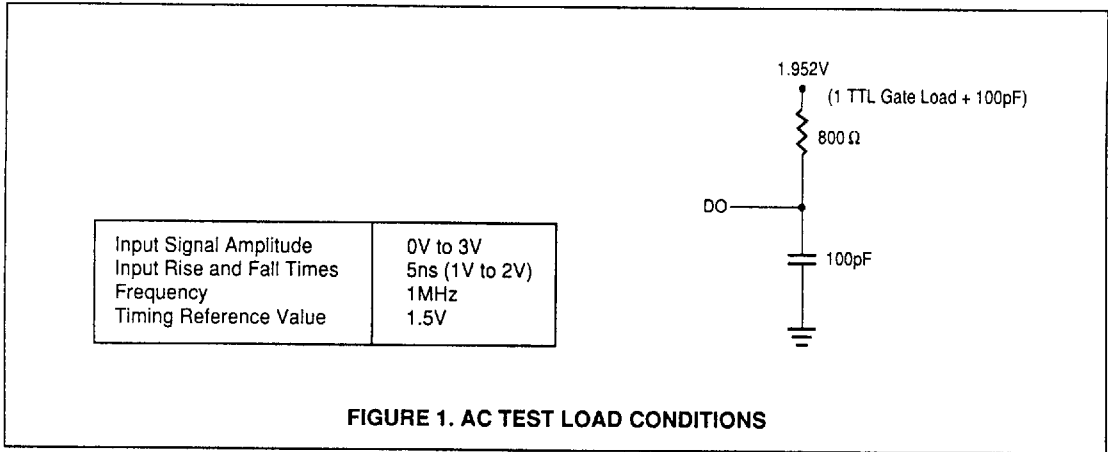 1.952V
(1 TTL Gate Load + 100pF)
800 Ω
DO
100pF
Input Signal Amplitude 0V to 3V
Input Rise and Fall Times 5ns (1V to 2V)
Frequency 1MHz
Timing Reference Value 1.5V
FIGURE 1. AC TEST LOAD CONDITIONS